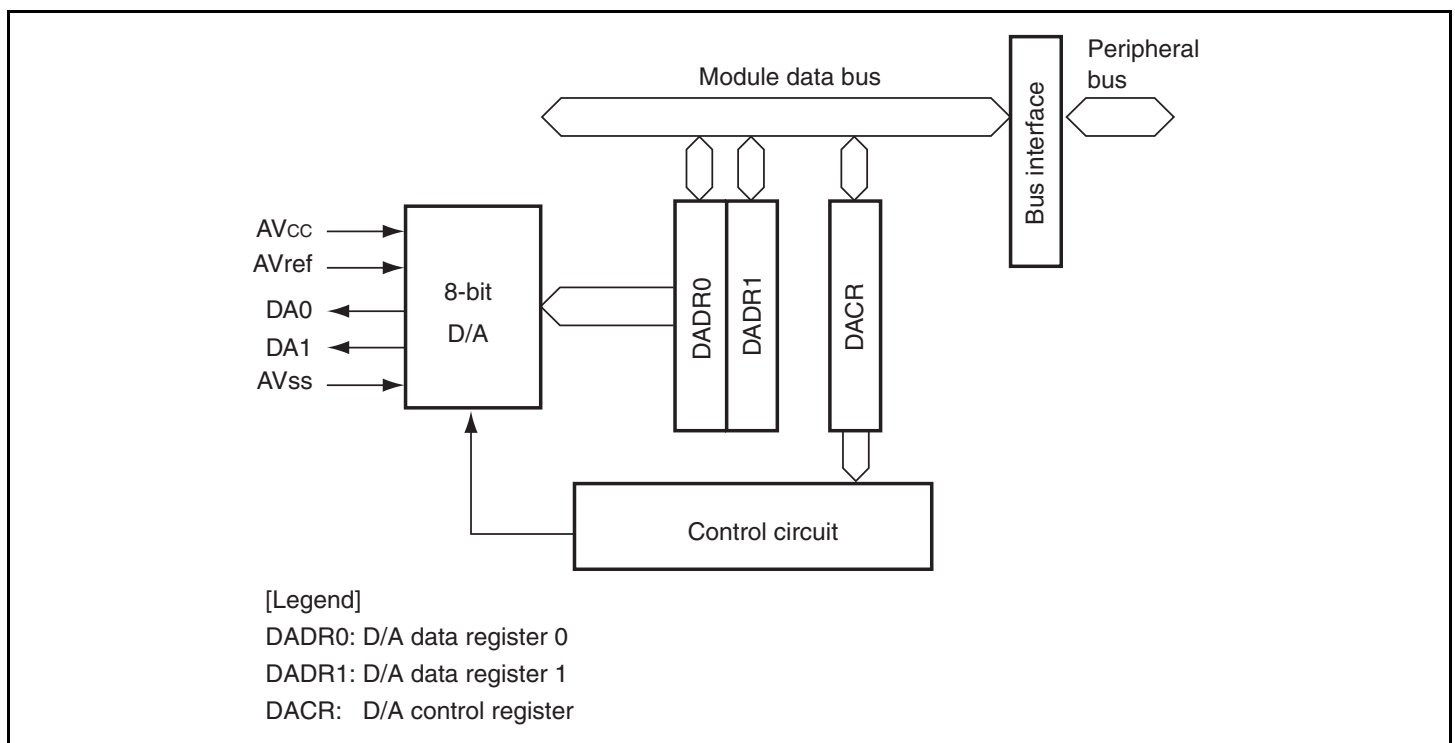 Module data bus
Peripheral
bus
Bus interface
AVCC
AVref
DA0
DA1
AVss
8-bit
D/A
DADR0
DADR1
DACR
Control circuit
[Legend]
DADR0: D/A data register 0
DADR1: D/A data register 1
DACR: D/A control register